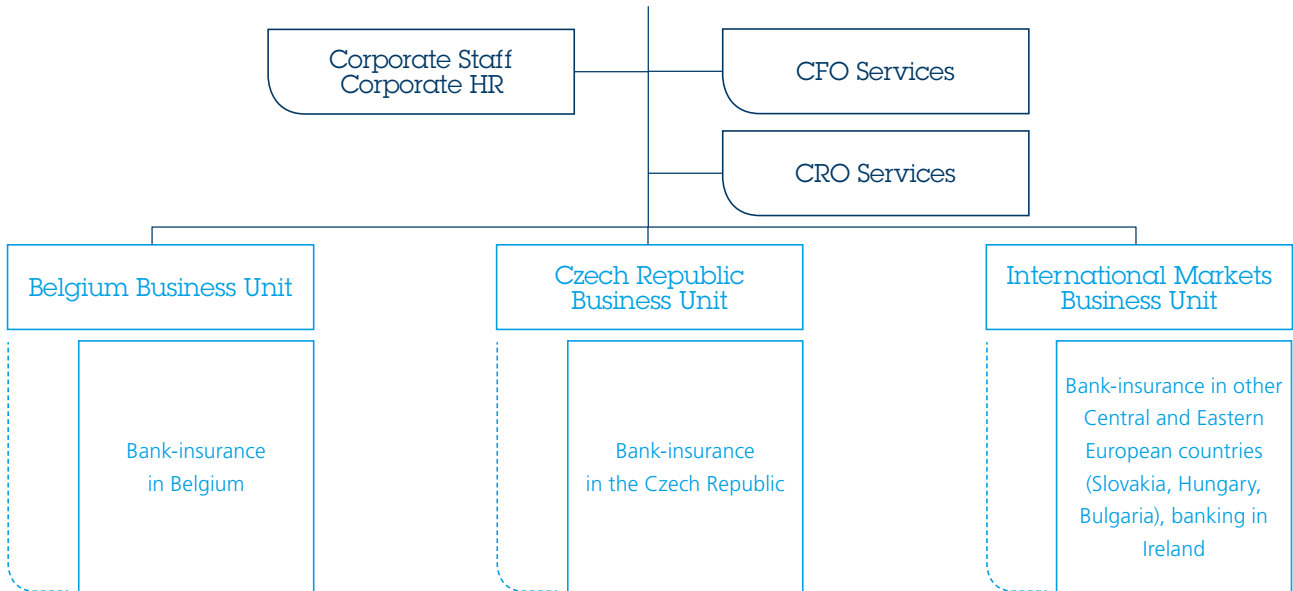 Corporate Staff
Corporate HR
CFO Services
CRO Services
Belgium Business Unit
Czech Republic
Business Unit
International Markets
Business Unit
Bank-insurance
in Belgium
Bank-insurance
in the Czech Republic
Bank-insurance in other
Central and Eastern
European countries
(Slovakia, Hungary,
Bulgaria), banking in
Ireland